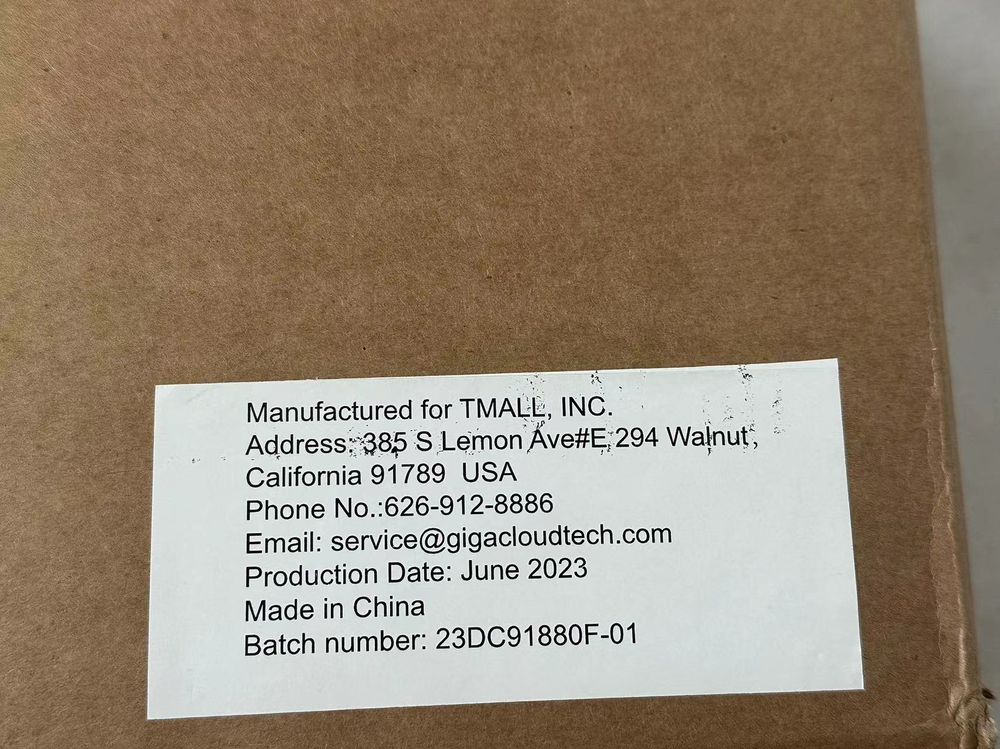 Manufactured for TMALL, INC.
Address: 385 S Lemon Ave#E 294 Walnut,
California 91789  USA
Phone No.:626-912-8886
Email: service@gigacloudtech.com
Production Date: June 2023
Made in China
Batch number: 23DC91880F-01